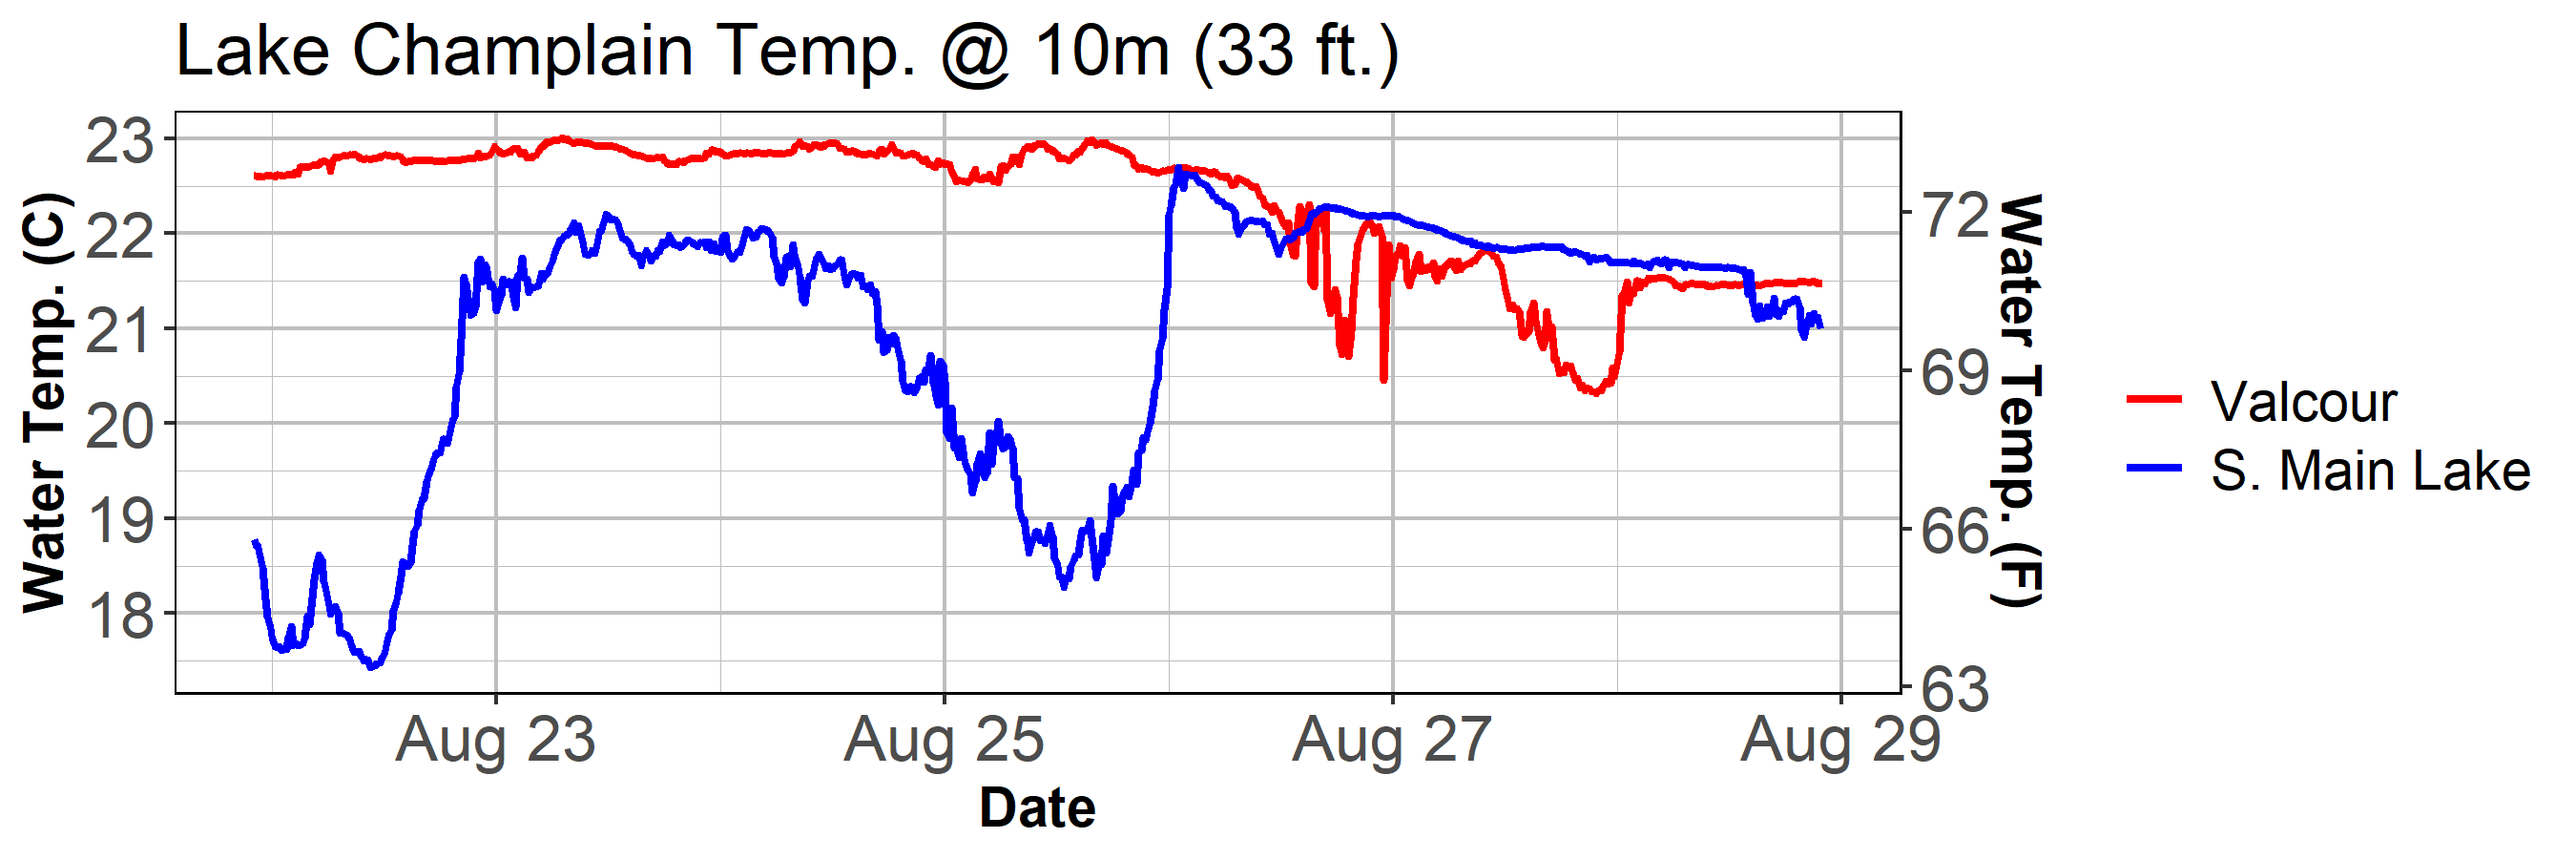 Lake Champlain Temp. @ 10m (33 ft.)
Water Temp. (C)
23
22
21
20
19
18
72
69
66
63
Water Temp. (F)
Aug 23
Aug 25
Aug 27
Aug 29
Date
Valcour
S. Main Lake